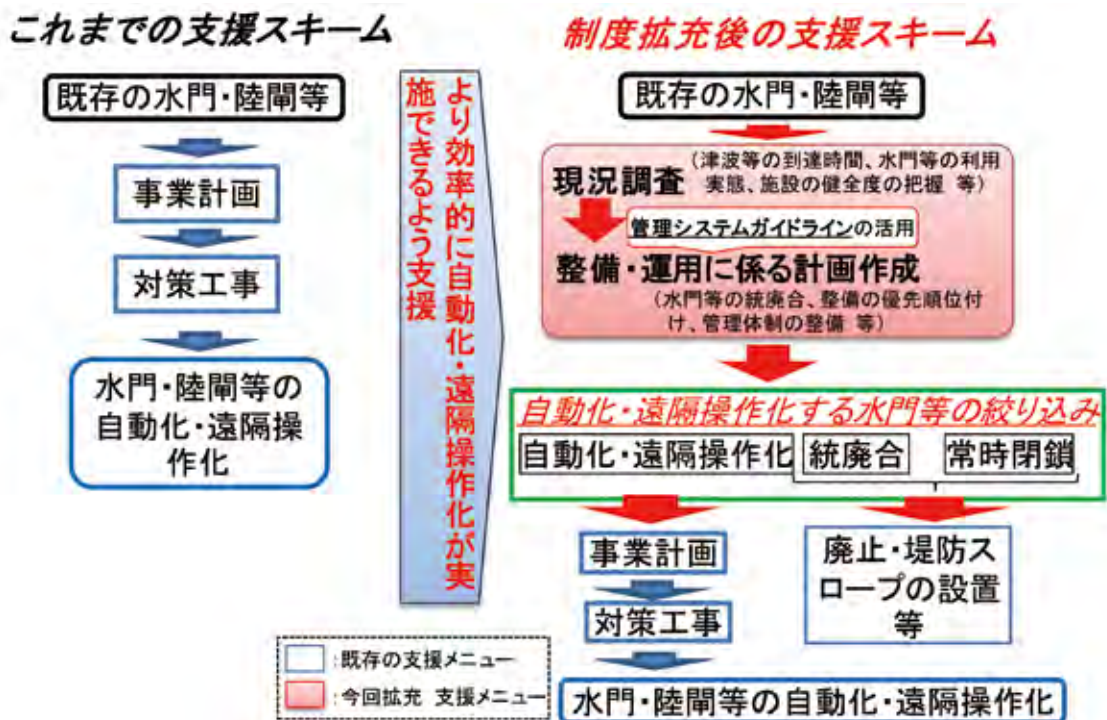 これまでの支援スキーム
既存の水門・陸閘等
事業計画
対策工事
水門・陸閘等の
自動化・遠隔操
作化
より効率的に自動化・遠隔操作化が実
施できるよう支援
制度拡充後の支援スキーム
既存の水門・陸閘等
現況調査
(津波等の到達時間、水門等の利用
実態、施設の健全度の把握 等)
管理システムガイドラインの活用
整備・運用に係る計画作成
(水門等の統廃合、整備の優先順位付
け、管理体制の整備 等)
自動化・遠隔操作化する水門等の絞り込み
自動化・遠隔操作化 統廃合 常時閉鎖
事業計画
対策工事
廃止・堤防ス
ロープの設置
等
水門・陸閘等の自動化・遠隔操作化
:既存の支援メニュー
:今回拡充 支援メニュー